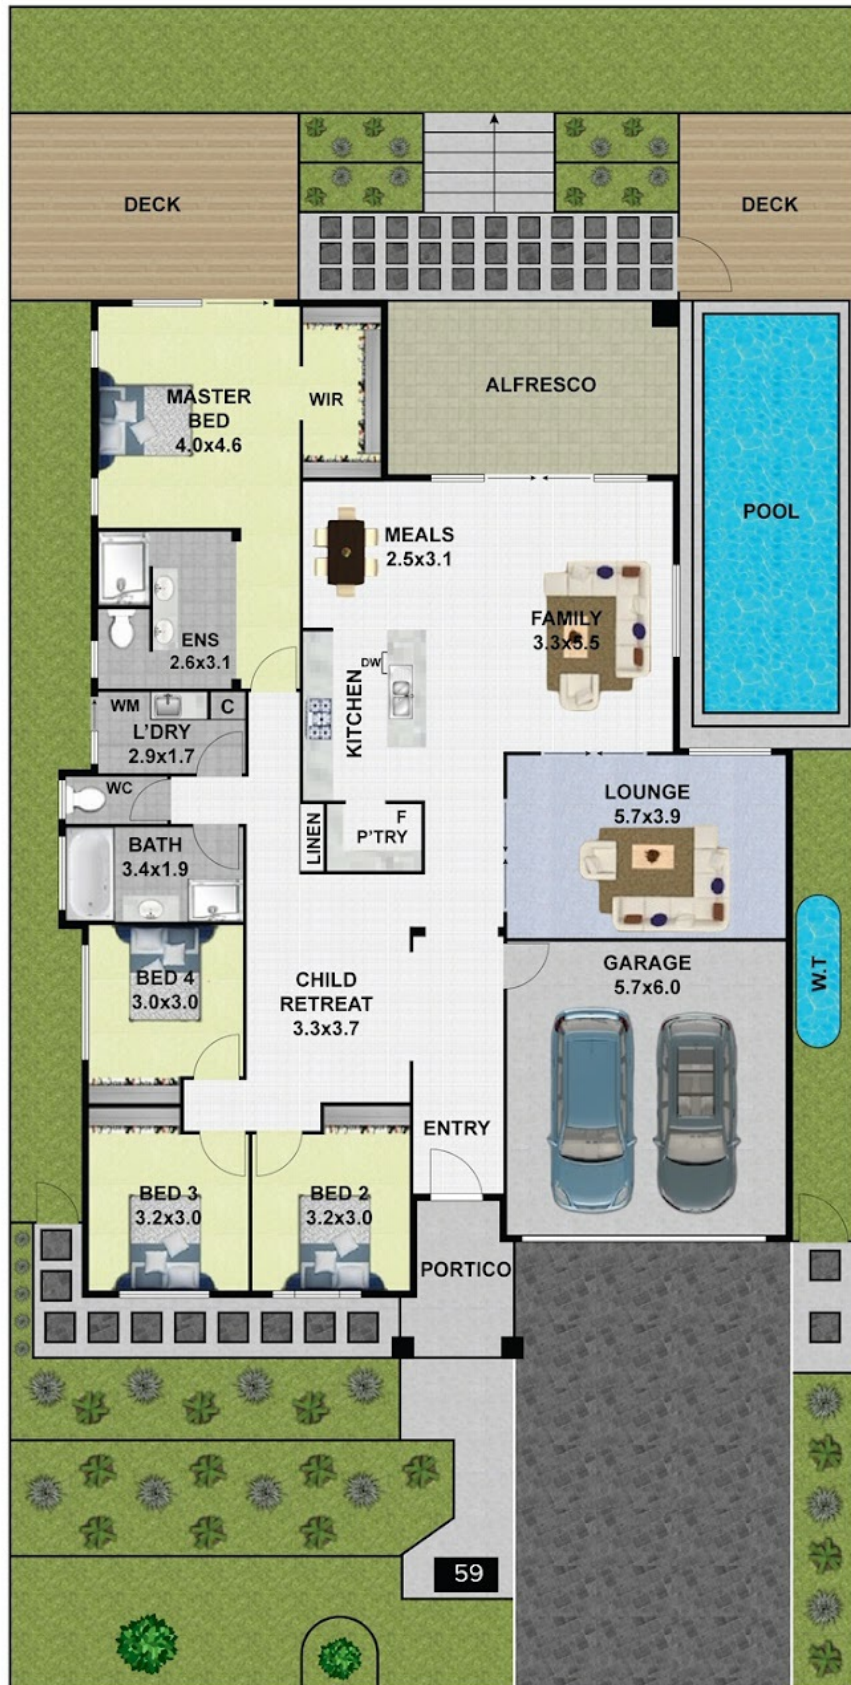 DECK
DECK
MASTER
BED
4.0x4.6
WIR
ALFRESCO
POOL
MEALS
2.5x3.1
FAMILY
3.3x5.5
ENS
2.6x3.1
DW
KITCHEN
WM
C
L'DRY
2.9x1.7
WC
LOUNGE
5.7x3.9
F
P'TRY
LINEN
BATH
3.4x1.9
BED 4
3.0x3.0
CHILD
RETREAT
3.3x3.7
GARAGE
5.7x6.0
W.T
ENTRY
BED 3
3.2x3.0
BED 2
3.2x3.0
PORTICO
59